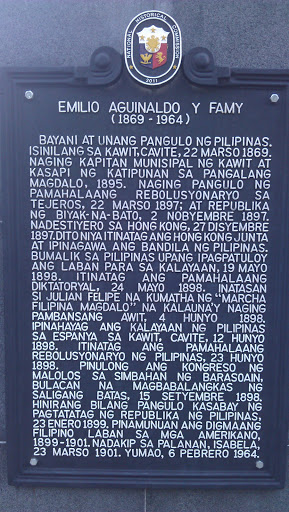 NATIONAL HISTORICAL COMMISSION
2011
EMILIO AGUINALDO Y FAMY
(1869 - 1964)
BAYANI AT UNANG PANGULO NG PILIPINAS.
ISINILANG SA KAWIT, CAVITE, 22 MARSO 1869.
NAGING KAPITAN MUNISIPAL NG KAWIT AT
KASAPI NG KATIPUNAN SA PANGALANG
MAGDALO, 1895. NAGING PANGULO NG
PAMAHALAANG REBOLUSYONARYO NG
TEJEROS, 22 MARSO 1897; AT REPUBLIKA
NG BIYAK-NA-BATO, 2 NOBYEMBRE 1897.
NADESTIYERO SA HONG KONG, 27 DISYEMBRE
1897. DITO NIYA ITINATAG ANG HONG KONG JUNTA
AT IPINAGAWA ANG BANDILA NG PILIPINAS.
BUMALIK SA PILIPINAS UPANG IPAGPATULOY
ANG LABAN PARA SA KALAYAAN, 19 MAYO
1898. ITINATAG ANG PAMAHALAANG
DIKTATORYAL, 24 MAYO 1898. INATASAN
SI JULIAN FELIPE NA KUMATHA NG "MARCHA
FILIPINA MAGDALO" NA KALAUNA'Y NAGING
PAMBANSANG AWIT, HUNYO 1898.
IPINAHAYAG ANG KALAYAAN NG PILIPINAS
SA ESPANYA SA KAWIT, CAVITE, 12 HUNYO
1898. ITINATAG ANG PAMAHALAANG
REBOLUSYONARYO NG PILIPINAS, 23 HUNYO
1898. PINULONG ANG KONGRESO NG
MALOLOS SA SIMBAHAN NG BARASOAIN,
BULACAN NA MAGBABALANGKAS NG
SALIGANG BATAS, 15 SETYEMBRE 1898.
HINIRANG BILANG PANGULO KASABAY NG
PAGTATATAG NG REPUBLIKA NG PILIPINAS,
23 ENERO 1899. PINAMUNUAN ANG DIGMAANG
FILIPINO LABAN SA MGA AMERIKANO,
1899-1901. NADAKIP SA PALANAN, ISABELA,
23 MARSO 1901. YUMAO, 6 PEBRERO 1964.